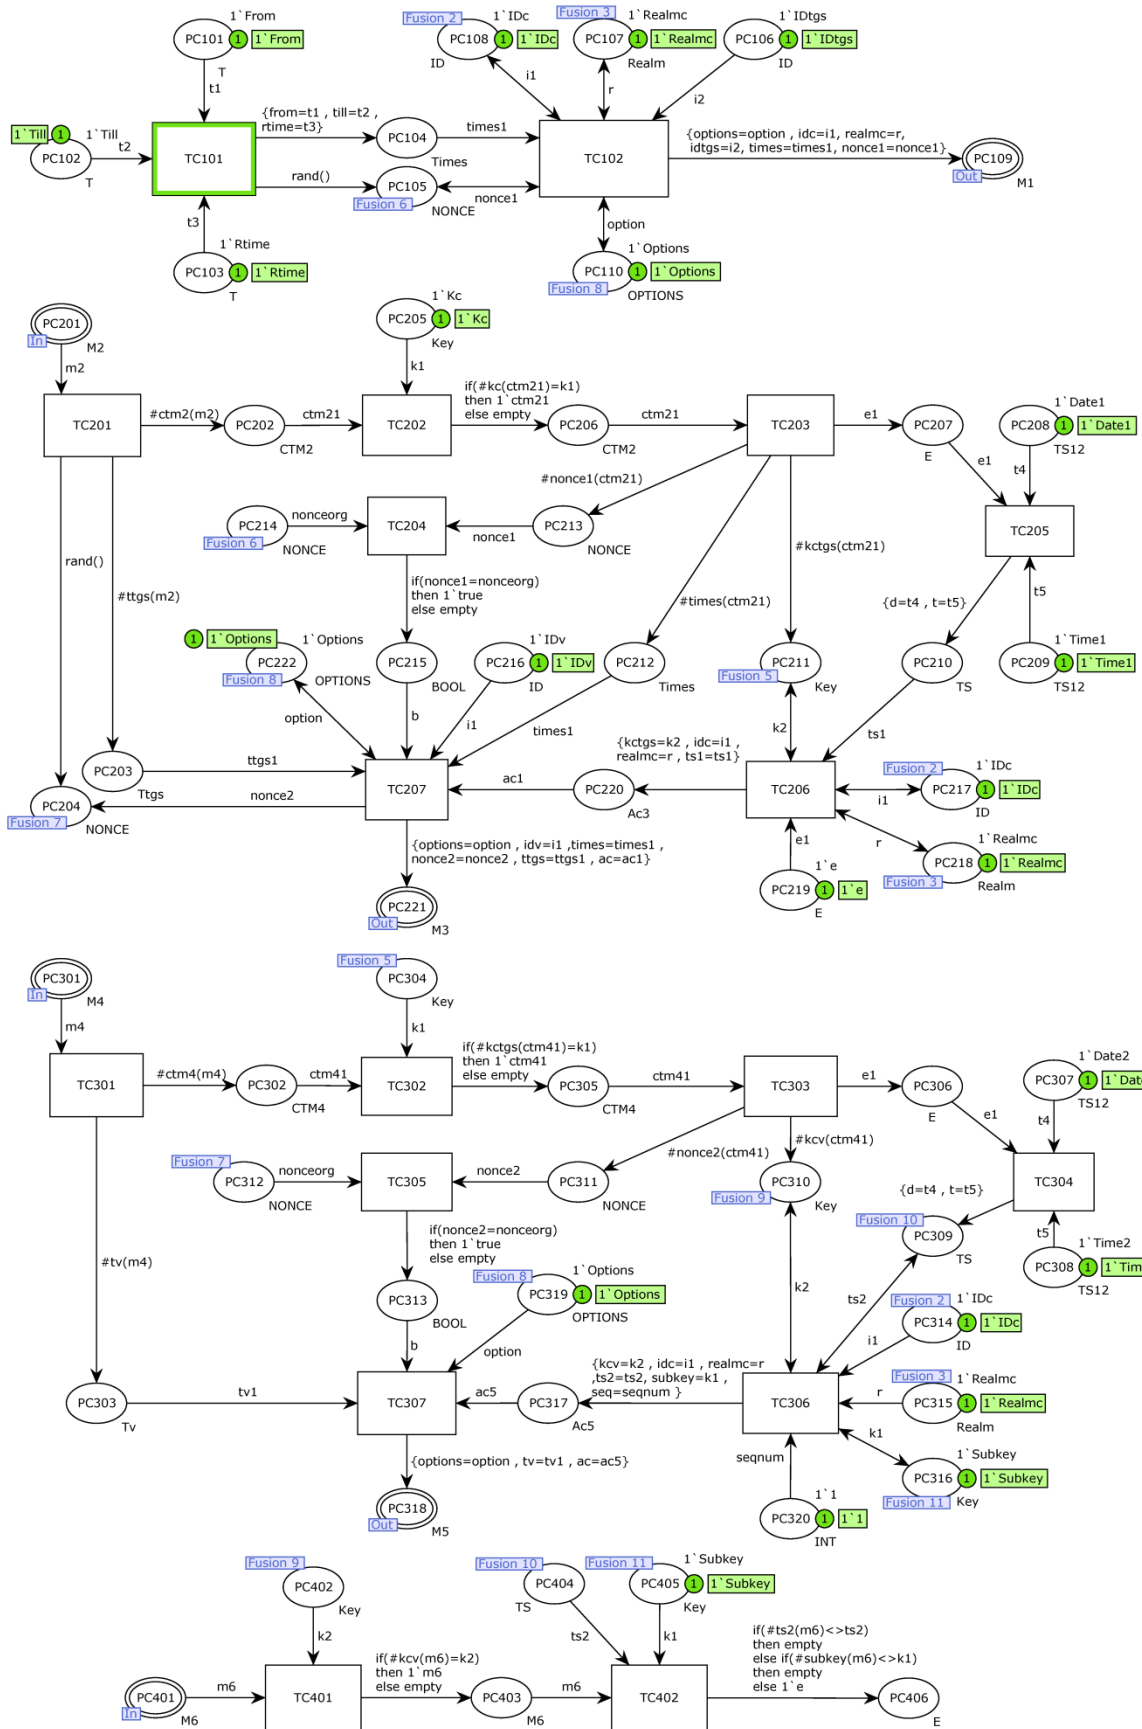 1`From
PC101
1
1`From
T
t1
Fusion 2
1`IDc
PC108
1
1`IDc
ID
i1
Fusion 3
1`Realmc
PC107
1
1`Realmc
Realm
r
1`IDtgs
PC106
1
1`IDtgs
ID
i2
1`Till
1
1`Till
PC102
t2
T
TC101
{from=t1 , till=t2 ,
rtime=t3}
PC104
Times
times1
rand()
PC105
Fusion 6
NONCE
nonce1
TC102
{options=option , idc=i1, realmc=r,
idtgs=i2, times=times1, nonce1=nonce1}
PC109
Out
M1
t3
1`Rtime
PC103
1
1`Rtime
T
option
1`Options
PC110
1
1`Options
Fusion 8
OPTIONS
PC201
In
M2
m2
1`Kc
PC205
1
1`Kc
Key
k1
TC201
#ctm2(m2)
PC202
CTM2
ctm21
TC202
if(#kc(ctm21)=k1)
then 1`ctm21
else empty
PC206
CTM2
ctm21
TC203
e1
PC207
E
e1
1`Date1
PC208
1
1`Date1
TS12
t4
#nonce1(ctm21)
PC214
Fusion 6
NONCE
nonceorg
TC204
nonce1
PC213
NONCE
#kctgs(ctm21)
TC205
rand()
#ttgs(m2)
if(nonce1=nonceorg)
then 1`true
else empty
#times(ctm21)
{d=t4 , t=t5}
t5
1
1`Options
1`Options
PC222
Fusion 8
OPTIONS
option
PC215
BOOL
b
1`IDv
PC216
1
1`IDv
ID
i1
PC212
Times
times1
PC211
Fusion 5
Key
k2
PC210
TS
ts1
1`Time1
PC209
1
1`Time1
TS12
PC203
Ttgs
ttgs1
TC207
ac1
PC220
Ac3
{kctgs=k2 , idc=i1 ,
realmc=r , ts1=ts1}
TC206
i1
Fusion 2
1`IDc
PC217
1
1`IDc
ID
PC204
Fusion 7
NONCE
nonce2
r
1`Realmc
PC218
1
1`Realmc
Fusion 3
Realm
e1
1`e
PC219
1
1`e
E
{options=option , idv=i1 ,times=times1 ,
nonce2=nonce2 , ttgs=ttgs1 , ac=ac1}
PC221
Out
M3
PC301
In
M4
m4
Fusion 5
PC304
Key
k1
TC301
#ctm4(m4)
PC302
CTM4
ctm41
TC302
if(#kctgs(ctm41)=k1)
then 1`ctm41
else empty
PC305
CTM4
ctm41
TC303
e1
PC306
E
e1
1`Date2
PC307
1
TS12
t4
#nonce2(ctm41)
#kcv(ctm41)
Fusion 7
PC312
NONCE
nonceorg
TC305
nonce2
PC311
NONCE
PC310
Fusion 9
Key
TC304
{d=t4 , t=t5}
Fusion 10
PC309
TS
t5
1`Time2
PC308
1
TS12
#tv(m4)
if(nonce2=nonceorg)
then 1`true
else empty
PC313
BOOL
b
Fusion 8
1`Options
PC319
1
1`Options
OPTIONS
option
k2
ts2
Fusion 2
1`IDc
PC314
1
1`IDc
ID
i1
PC303
Tv
tv1
TC307
ac5
PC317
Ac5
{kcv=k2 , idc=i1 , realmc=r
,ts2=ts2, subkey=k1 ,
seq=seqnum }
TC306
r
Fusion 3
1`Realmc
PC315
1
1`Realmc
Realm
k1
1`Subkey
PC316
1
1`Subkey
Fusion 11
Key
seqnum
1`1
PC320
1
1`1
INT
{options=option , tv=tv1 , ac=ac5}
PC318
Out
M5
Fusion 9
PC402
Key
k2
Fusion 10
PC404
TS
ts2
Fusion 11
1`Subkey
PC405
1
1`Subkey
Key
k1
PC401
In
M6
m6
TC401
if(#kcv(m6)=k2)
then 1`m6
else empty
PC403
M6
m6
TC402
if(#ts2(m6)<>ts2)
then empty
else if(#subkey(m6)<>k1)
then empty
else 1`e
PC406
E